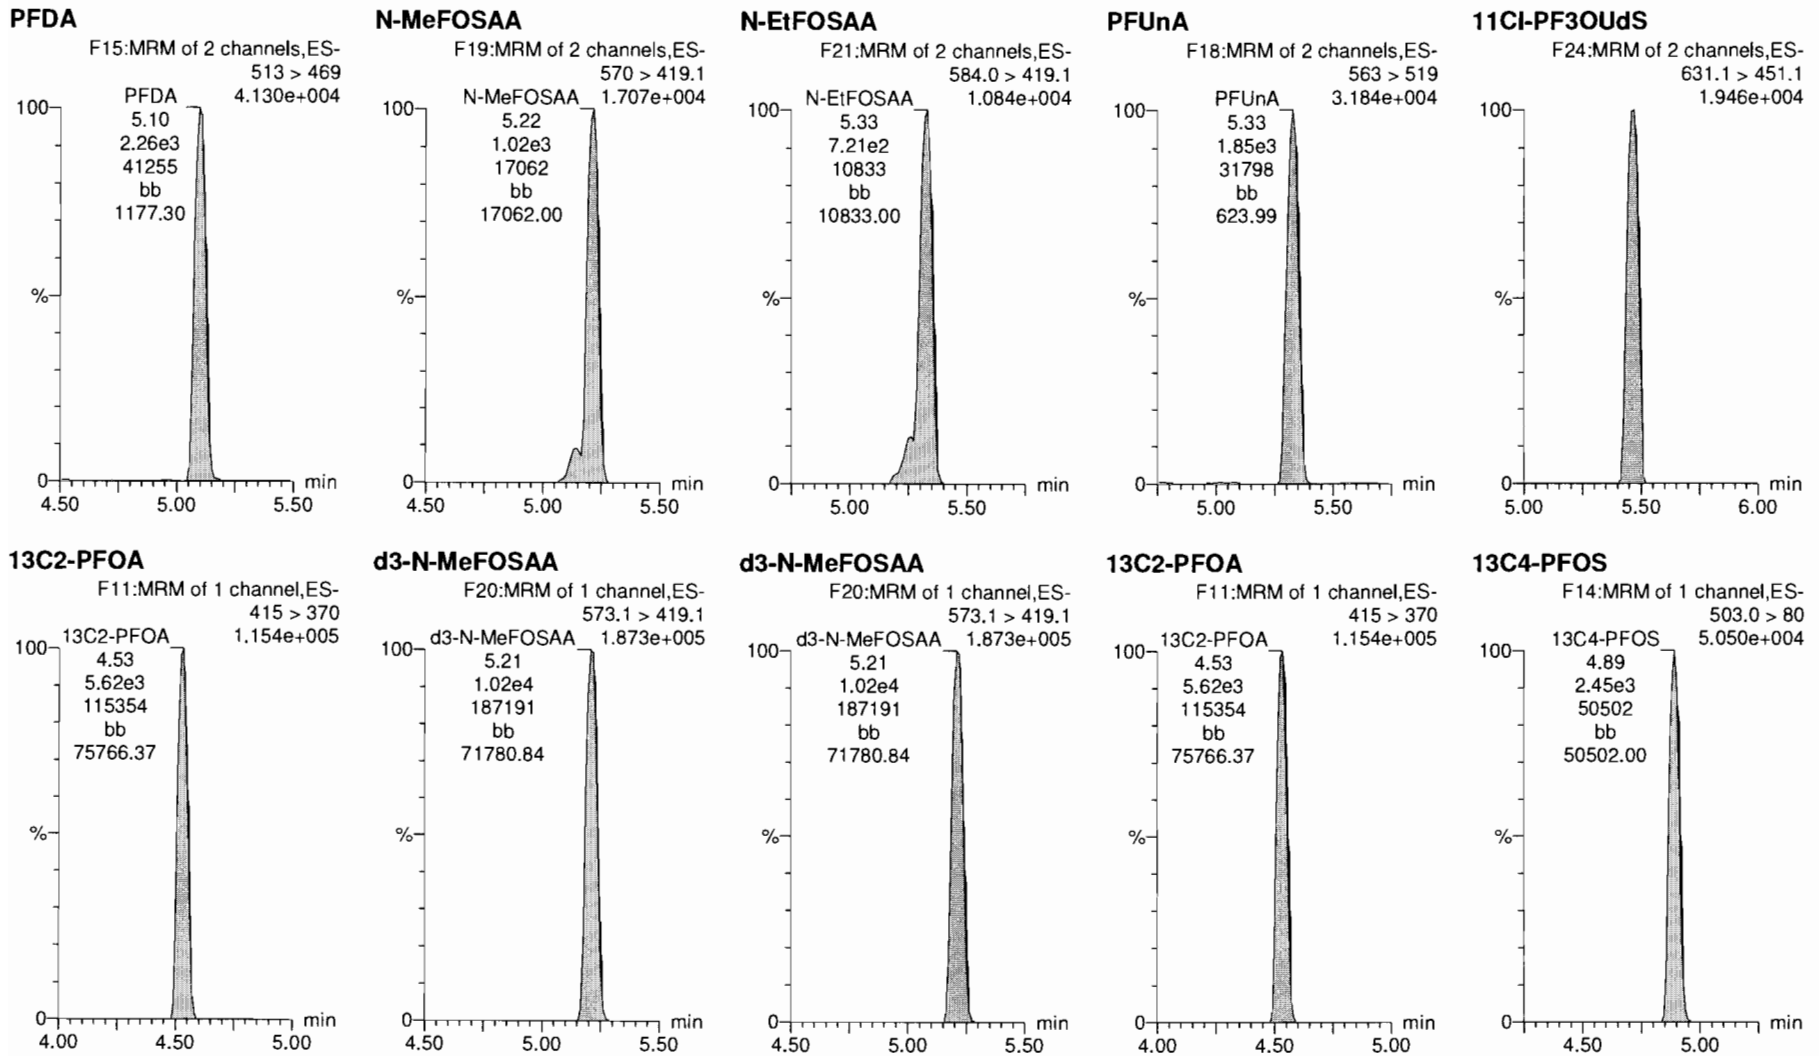 PFDA
F15:MRM of 2 channels,ES-
513 > 469
4.130e+004
PFDA
5.10
2.26e3
41255
bb
1177.30
100
%
0
min
4.50 5.00 5.50
N-MeFOSAA
F19:MRM of 2 channels,ES-
570 > 419.1
1.707e+004
N-MeFOSAA
5.22
1.02e3
17062
bb
17062.00
100
%
0
min
4.50 5.00 5.50
N-EtFOSAA
F21:MRM of 2 channels,ES-
584.0 > 419.1
1.084e+004
N-EtFOSAA
5.33
7.21e2
10833
bb
10833.00
100
%
0
min
5.00 5.50
PFUnA
F18:MRM of 2 channels,ES-
563 > 519
3.184e+004
PFUnA
5.33
1.85e3
31798
bb
623.99
100
%
0
min
5.00 5.50
11Cl-PF3OUdS
F24:MRM of 2 channels,ES-
631.1 > 451.1
1.946e+004
100
%
0
min
5.00 5.50 6.00
13C2-PFOA
F11:MRM of 1 channel,ES-
415 > 370
1.154e+005
13C2-PFOA
4.53
5.62e3
115354
bb
75766.37
100
%
0
min
4.00 4.50 5.00
d3-N-MeFOSAA
F20:MRM of 1 channel,ES-
573.1 > 419.1
1.873e+005
d3-N-MeFOSAA
5.21
1.02e4
187191
bb
71780.84
100
%
0
min
4.50 5.00 5.50
d3-N-MeFOSAA
F20:MRM of 1 channel,ES-
573.1 > 419.1
1.873e+005
d3-N-MeFOSAA
5.21
1.02e4
187191
bb
71780.84
100
%
0
min
4.50 5.00 5.50
13C2-PFOA
F11:MRM of 1 channel,ES-
415 > 370
1.154e+005
13C2-PFOA
4.53
5.62e3
115354
bb
75766.37
100
%
0
min
4.00 4.50 5.00
13C4-PFOS
F14:MRM of 1 channel,ES-
503.0 > 80
5.050e+004
13C4-PFOS
4.89
2.45e3
50502
bb
50502.00
100
%
0
min
4.50 5.00